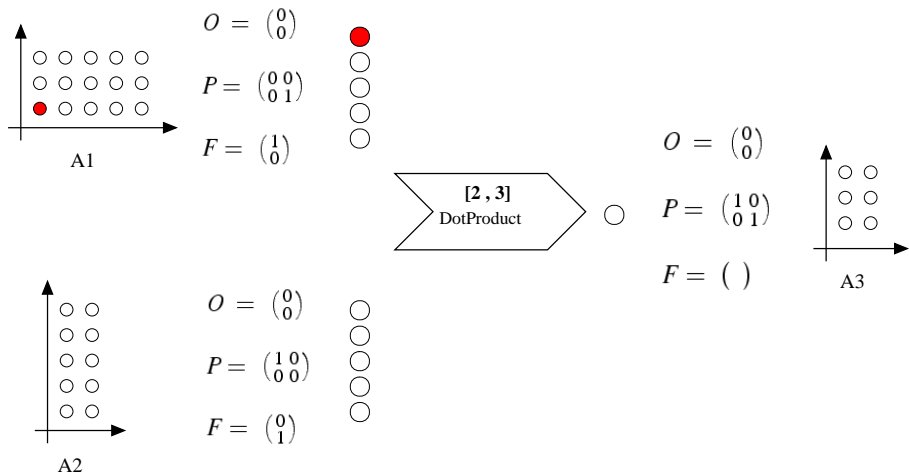 O = (0 0)
P = (0 0 0 1)
F = (1 0)
A1
[2 , 3]
DotProduct
O = (0 0)
P = (1 0 0 1)
F = ( )
A3
O = (0 0)
P = (1 0 0 0)
F = (0 1)
A2